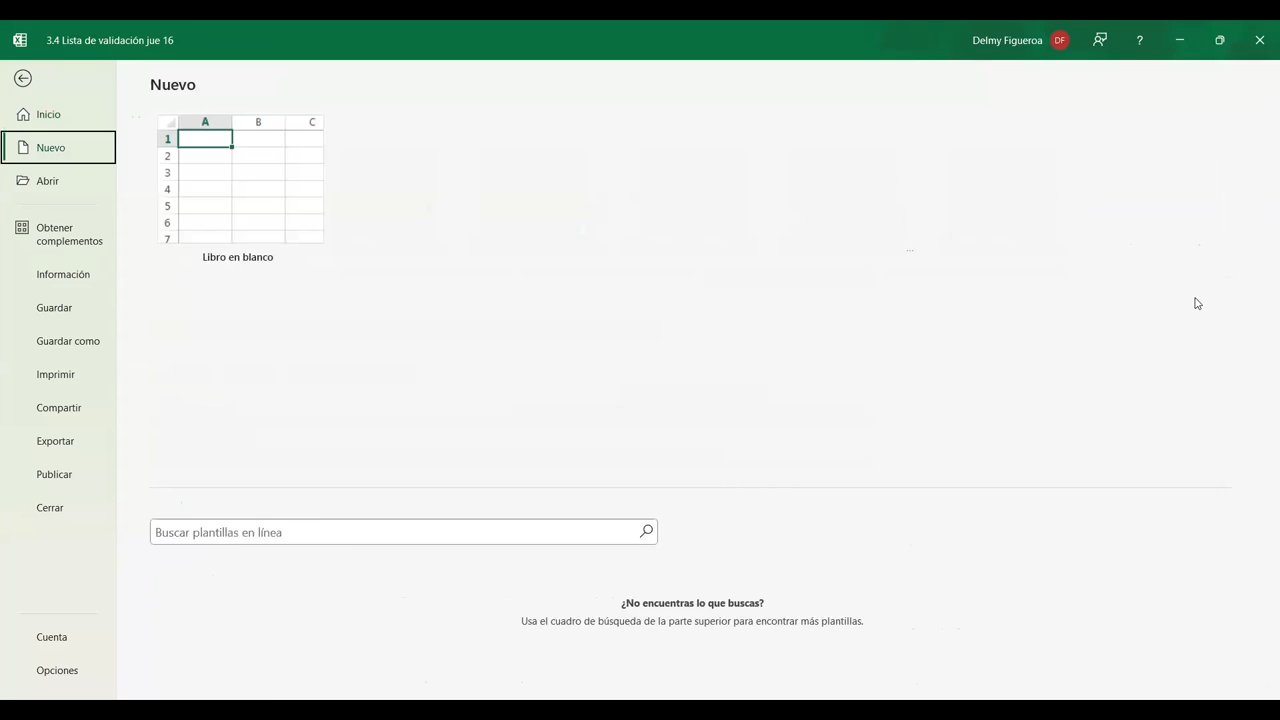 3.4 Lista de validación jue 16
Delmy Figueroa DF
?
Nuevo
Inicio
Nuevo
Abrir
Obtener
complementos
Información
Guardar
Guardar como
Imprimir
Compartir
Exportar
Publicar
Cerrar
Cuenta
Opciones
A B C
1
2
3
4
5
6
7
Libro en blanco
Buscar plantillas en línea
¿No encuentras lo que buscas?
Usa el cuadro de búsqueda de la parte superior para encontrar más plantillas.